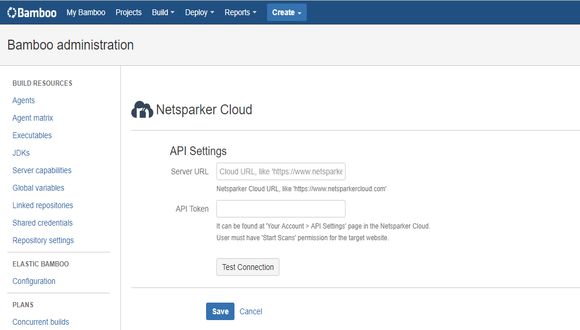 Bamboo My Bamboo Projects Build Deploy Reports Create
Bamboo administration
BUILD RESOURCES
Agents
Agent matrix
Executables
JDKs
Server capabilities
Global variables
Linked repositories
Shared credentials
Repository settings
ELASTIC BAMBOO
Configuration
PLANS
Concurrent builds
Netsparker Cloud
API Settings
Server URL Cloud URL, like 'https://www.netsparke
Netsparker Cloud URL, like 'https://www.netsparkercloud.com'
API Token
It can be found at 'Your Account > API Settings' page in the Netsparker Cloud.
User must have 'Start Scans' permission for the target website.
Test Connection
Save Cancel